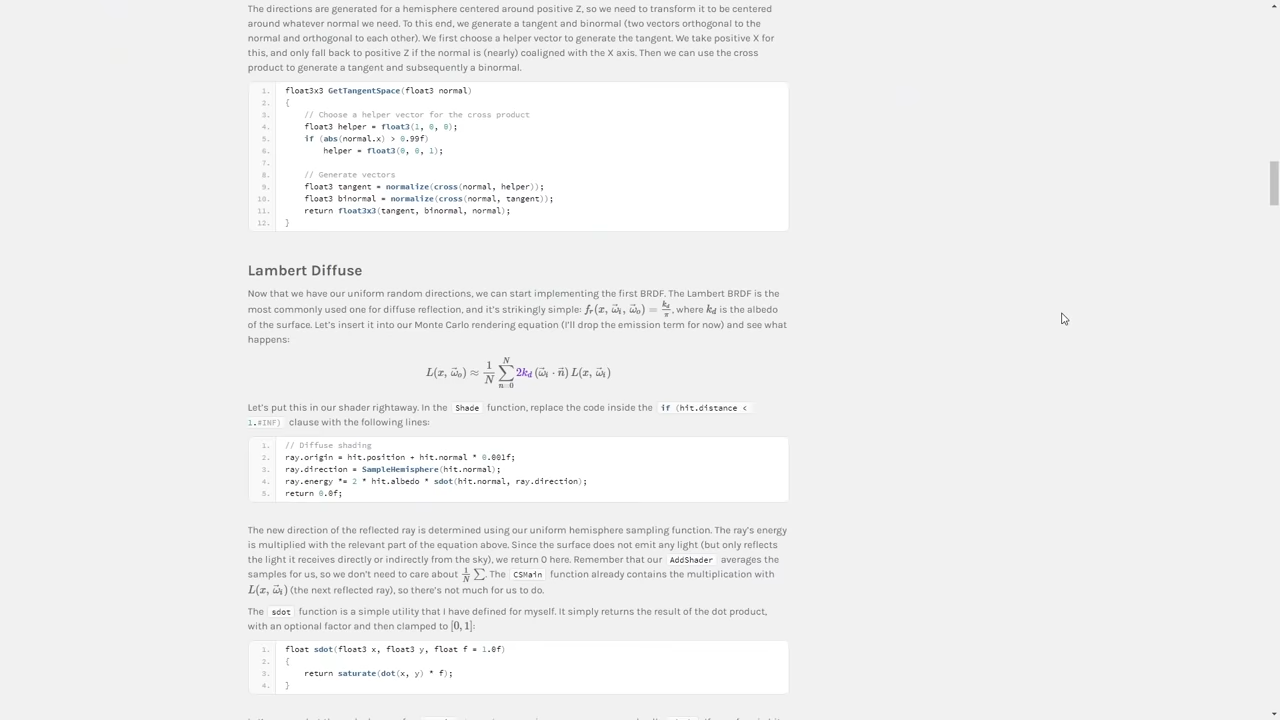 The directions are generated for a hemisphere centered around positive Z, so we need to transform it to be centered
around whatever normal we need. To this end, we generate a tangent and binormal (two vectors orthogonal to the
normal and orthogonal to each other). We first choose a helper vector to generate the tangent. We take positive X for
this, and only fall back to positive Z if the normal is (nearly) coaligned with the X axis. Then we can use the cross
product to generate a tangent and subsequently a binormal.
1. float3x3 GetTangentSpace(float3 normal)
2. {
3. // Choose a helper vector for the cross product
4. float3 helper = float3(1, 0, 0);
5. if (abs(normal.x) > 0.99f)
6. helper = float3(0, 0, 1);
7.
8. // Generate vectors
9. float3 tangent = normalize(cross(normal, helper));
10. float3 binormal = normalize(cross(normal, tangent));
11. return float3x3(tangent, binormal, normal);
12. }
Lambert Diffuse
Now that we have our uniform random directions, we can start implementing the first BRDF. The Lambert BRDF is the
most commonly used one for diffuse reflection, and it's strikingly simple: f_r(x, ω⃗_i, ω⃗_o) = k_d/π, where k_d is the albedo
of the surface. Let's insert it into our Monte Carlo rendering equation (I'll drop the emission term for now) and see what
happens:
L(x, ω⃗_o) ≈ 1/N ∑_{n=0}^{N} 2k_d (ω⃗_i · n⃗) L(x, ω⃗_i)
Let's put this in our shader rightaway. In the Shade function, replace the code inside the if (hit.distance <
1.#INF) clause with the following lines:
1. // Diffuse shading
2. ray.origin = hit.position + hit.normal * 0.001f;
3. ray.direction = SampleHemisphere(hit.normal);
4. ray.energy *= 2 * hit.albedo * sdot(hit.normal, ray.direction);
5. return 0.0f;
The new direction of the reflected ray is determined using our uniform hemisphere sampling function. The ray's energy
is multiplied with the relevant part of the equation above. Since the surface does not emit any light (but only reflects
the light it receives directly or indirectly from the sky), we return 0 here. Remember that our AddShader averages the
samples for us, so we don't need to care about 1/N ∑. The CSMain function already contains the multiplication with
L(x, ω⃗_i) (the next reflected ray), so there's not much for us to do.
The sdot function is a simple utility that I have defined for myself. It simply returns the result of the dot product,
with an optional factor and then clamped to [0, 1]:
1. float sdot(float3 x, float3 y, float f = 1.0f)
2. {
3. return saturate(dot(x, y) * f);
4. }